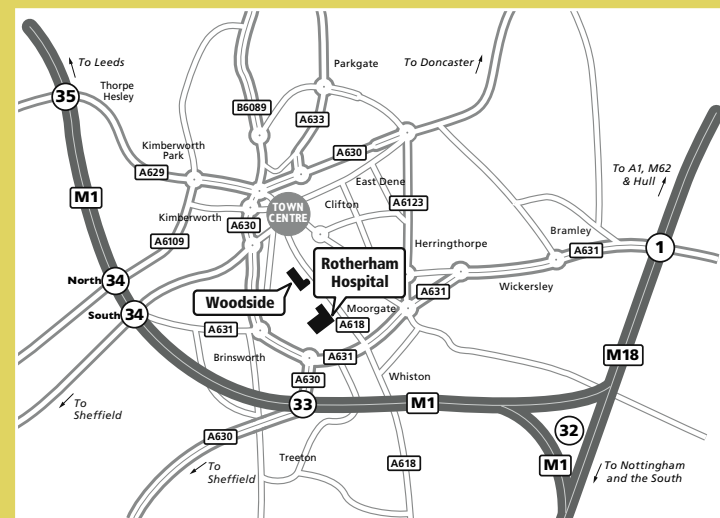 To Leeds
Parkgate
To Doncaster
Thorpe
Hesley
35
B6089
A633
Kimberworth
Park
A630
A629
To A1, M62
& Hull
M1
East Dene
TOWN
CENTRE
Clifton
A6123
Kimberworth
A630
Bramley
A6109
Herringthorpe
A631
1
Rotherham
Hospital
North
34
Wickersley
A631
Woodside
South
34
Moorgate
A618
A631
Brinsworth
A631
M18
A630
Whiston
33
M1
To
Sheffield
32
A630
Treeton
To
Sheffield
A618
M1
To Nottingham
and the South